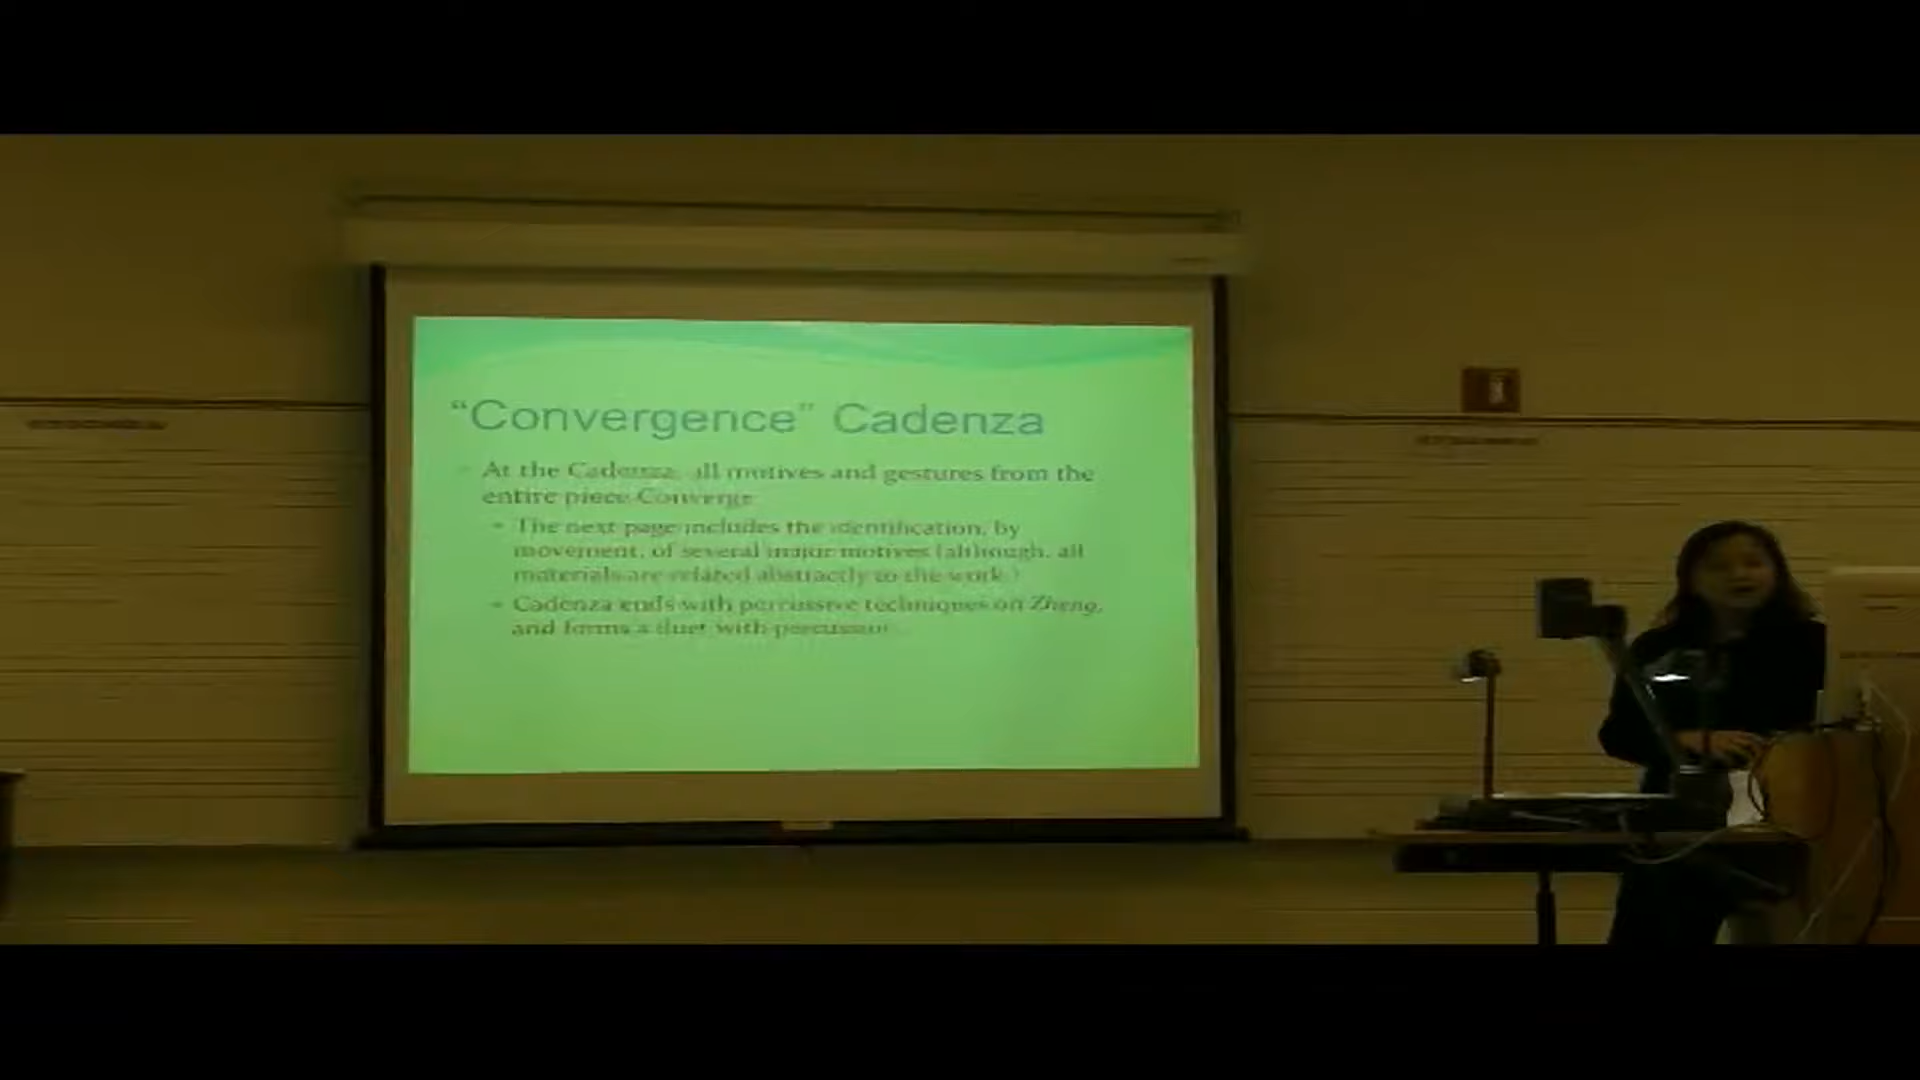 “Convergence” Cadenza
At the Cadenza, all motives and gestures from the
entire piece Converge
The next page includes the identification, by
movement, of several major motives (although, all
materials are related abstractly to the work.)
Cadenza ends with percussive techniques on Zheng,
and forms a duet with percussion.